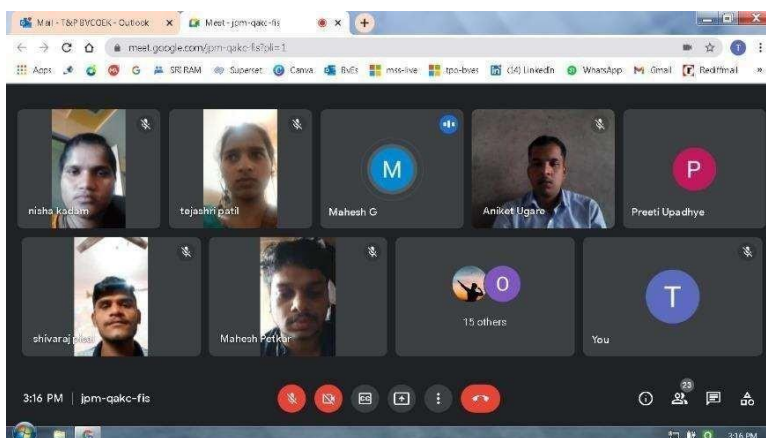 Mail - T&P BVCOEK - Outlook
Meet - jpm-qakc-fis
meet.google.com/jpm-qakc-fis?pli=1
T
Apps
G
SRI RAM
Superset
Canva
BVEs
mss-live
tpo-bves
(14) LinkedIn
WhatsApp
Gmail
Rediffmail
»
nisha kadam
tejashri patil
M
Mahesh G
Aniket Ugare
P
Preeti Upadhye
shivaraj
Mahesh Petkar
O
15 others
T
You
3:16 PM | jpm-qakc-fis
CC
23
3:16 PM